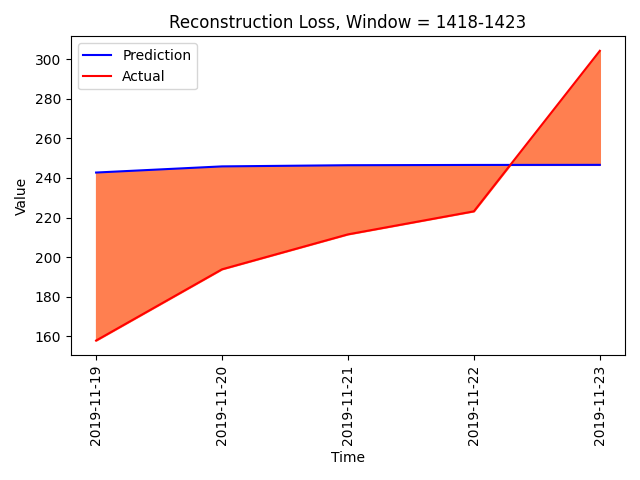 Reconstruction Loss, Window = 1418-1423
Prediction
Actual
Value
300
280
260
240
220
200
180
160
2019-11-19
2019-11-20
2019-11-21
2019-11-22
2019-11-23
Time